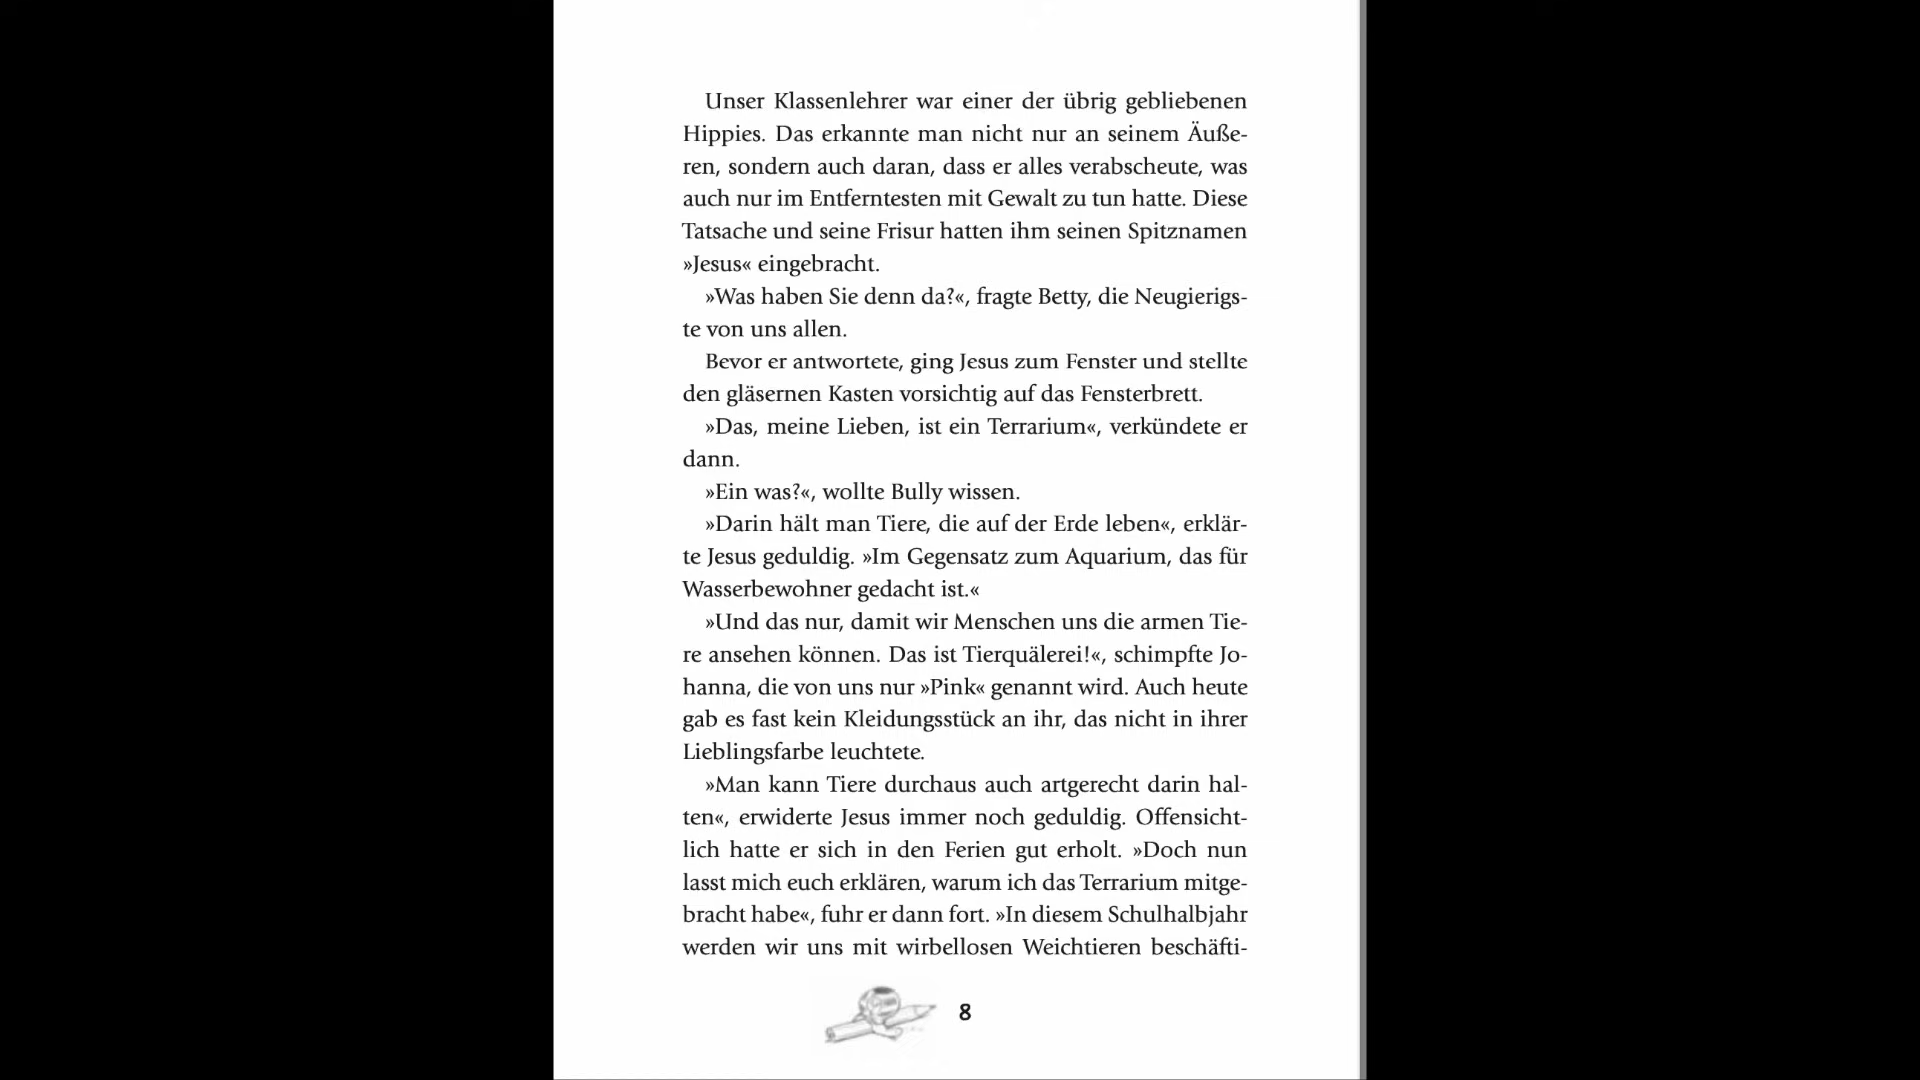 Unser Klassenlehrer war einer der übrig gebliebenen
Hippies. Das erkannte man nicht nur an seinem Äuße-
ren, sondern auch daran, dass er alles verabscheute, was
auch nur im Entferntesten mit Gewalt zu tun hatte. Diese
Tatsache und seine Frisur hatten ihm seinen Spitznamen
»Jesus« eingebracht.
»Was haben Sie denn da?«, fragte Betty, die Neugierigs-
te von uns allen.
Bevor er antwortete, ging Jesus zum Fenster und stellte
den gläsernen Kasten vorsichtig auf das Fensterbrett.
»Das, meine Lieben, ist ein Terrarium«, verkündete er
dann.
»Ein was?«, wollte Bully wissen.
»Darin hält man Tiere, die auf der Erde leben«, erklär-
te Jesus geduldig. »Im Gegensatz zum Aquarium, das für
Wasserbewohner gedacht ist.«
»Und das nur, damit wir Menschen uns die armen Tie-
re ansehen können. Das ist Tierquälerei!«, schimpfte Jo-
hanna, die von uns nur »Pink« genannt wird. Auch heute
gab es fast kein Kleidungsstück an ihr, das nicht in ihrer
Lieblingsfarbe leuchtete.
»Man kann Tiere durchaus auch artgerecht darin hal-
ten«, erwiderte Jesus immer noch geduldig. Offensicht-
lich hatte er sich in den Ferien gut erholt. »Doch nun
lasst mich euch erklären, warum ich das Terrarium mitge-
bracht habe«, fuhr er dann fort. »In diesem Schulhalbjahr
werden wir uns mit wirbellosen Weichtieren beschäfti-
8